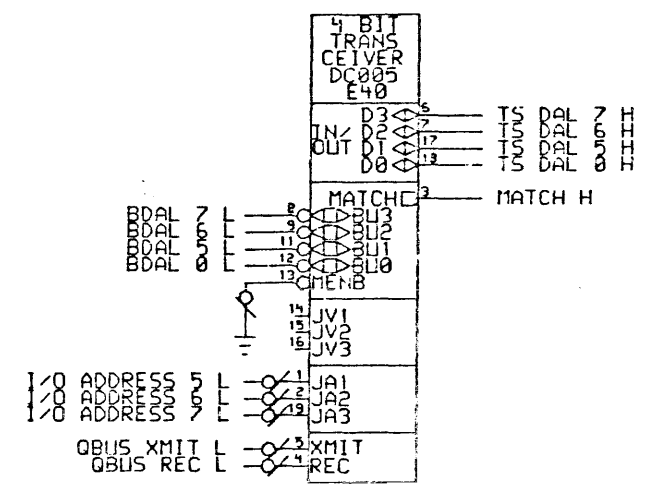 4 BIT
TRANS
CEIVER
DC005
E40
IN/
OUT
D3 6 TS DAL 7 H
D2 7 TS DAL 6 H
D1 17 TS DAL 5 H
D0 18 TS DAL 0 H
MATCH 3 MATCH H
BDAL 7 L 8 BU3
BDAL 6 L 9 BU2
BDAL 5 L 11 BU1
BDAL 0 L 12 BU0
13 MENB
14 JV1
15 JV2
16 JV3
I/O ADDRESS 5 L 1 JA1
I/O ADDRESS 6 L 2 JA2
I/O ADDRESS 7 L 19 JA3
QBUS XMIT L 5 XMIT
QBUS REC L 4 REC